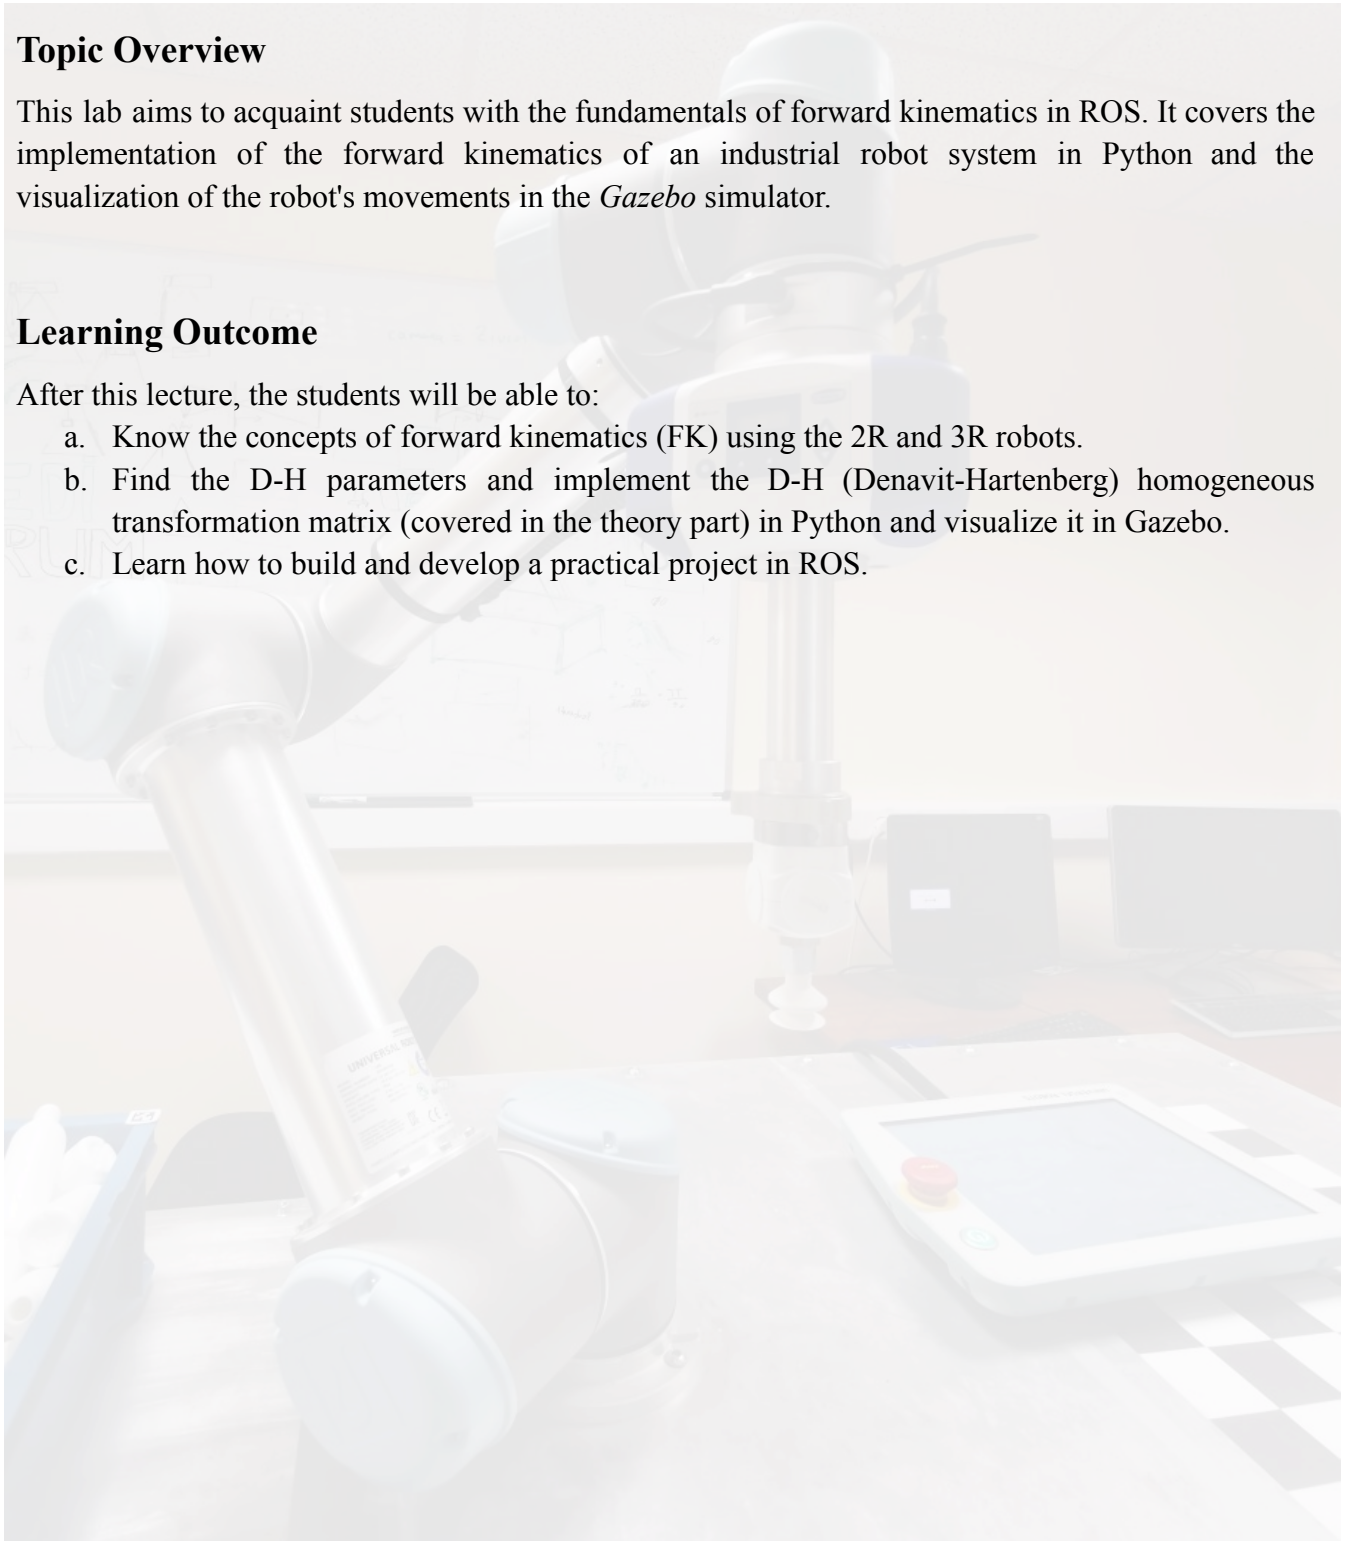 Topic Overview
This lab aims to acquaint students with the fundamentals of forward kinematics in ROS. It covers the
implementation of the forward kinematics of an industrial robot system in Python and the
visualization of the robot's movements in the Gazebo simulator.
Learning Outcome
After this lecture, the students will be able to:
a. Know the concepts of forward kinematics (FK) using the 2R and 3R robots.
b. Find the D-H parameters and implement the D-H (Denavit-Hartenberg) homogeneous
transformation matrix (covered in the theory part) in Python and visualize it in Gazebo.
c. Learn how to build and develop a practical project in ROS.